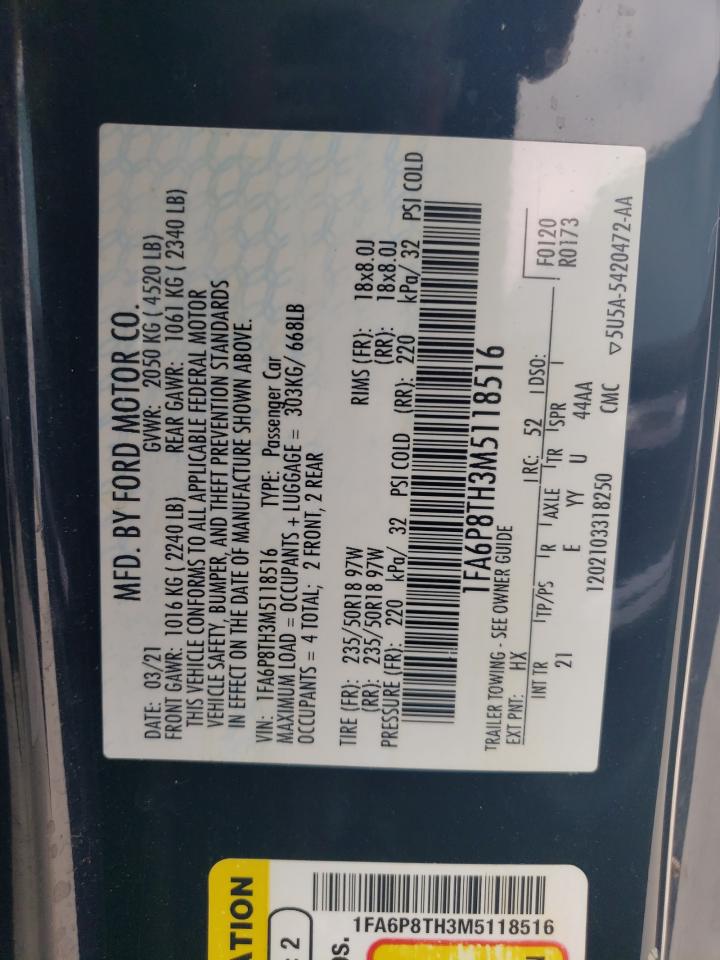 MFD. BY FORD MOTOR CO.
DATE: 03/21 GVWR: 2050 KG ( 4520 LB)
FRONT GAWR: 1016 KG ( 2240 LB) REAR GAWR: 1061 KG ( 2340 LB)
THIS VEHICLE CONFORMS TO ALL APPLICABLE FEDERAL MOTOR
VEHICLE SAFETY, BUMPER, AND THEFT PREVENTION STANDARDS
IN EFFECT ON THE DATE OF MANUFACTURE SHOWN ABOVE.
VIN: 1FA6P8TH3M5118516 TYPE: Passenger Car
MAXIMUM LOAD = OCCUPANTS + LUGGAGE = 303KG/ 668LB
OCCUPANTS = 4 TOTAL; 2 FRONT, 2 REAR
TIRE (FR): 235/50R18 97W RIMS (FR): 18x8.0J
(RR): 235/50R18 97W (RR): 18x8.0J
PRESSURE (FR): 220 kPa/ 32 PSI COLD (RR): 220 kPa/ 32 PSI COLD
1FA6P8TH3M5118516
TRAILER TOWING - SEE OWNER GUIDE
EXT PNT: HX RC: 52 DSO: F0120
R0173
INT TR TP/PS R AXLE TR SPR
21 E YY U 44AA
1202103318250 CMC
▽5U5A-5420472-AA
1FA6P8TH3M5118516
ATION
2